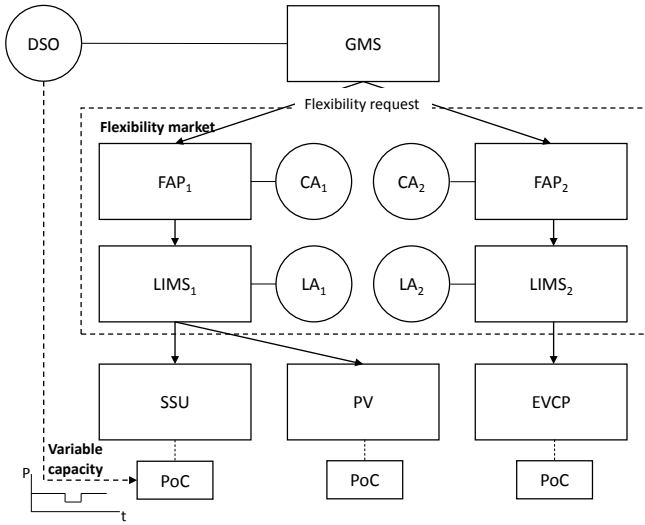 DSO
GMS
Flexibility request
Flexibility market
FAP₁
CA₁
CA₂
FAP₂
LIMS₁
LA₁
LA₂
LIMS₂
SSU
PV
EVCP
Variable
capacity
PoC
PoC
PoC
P
t